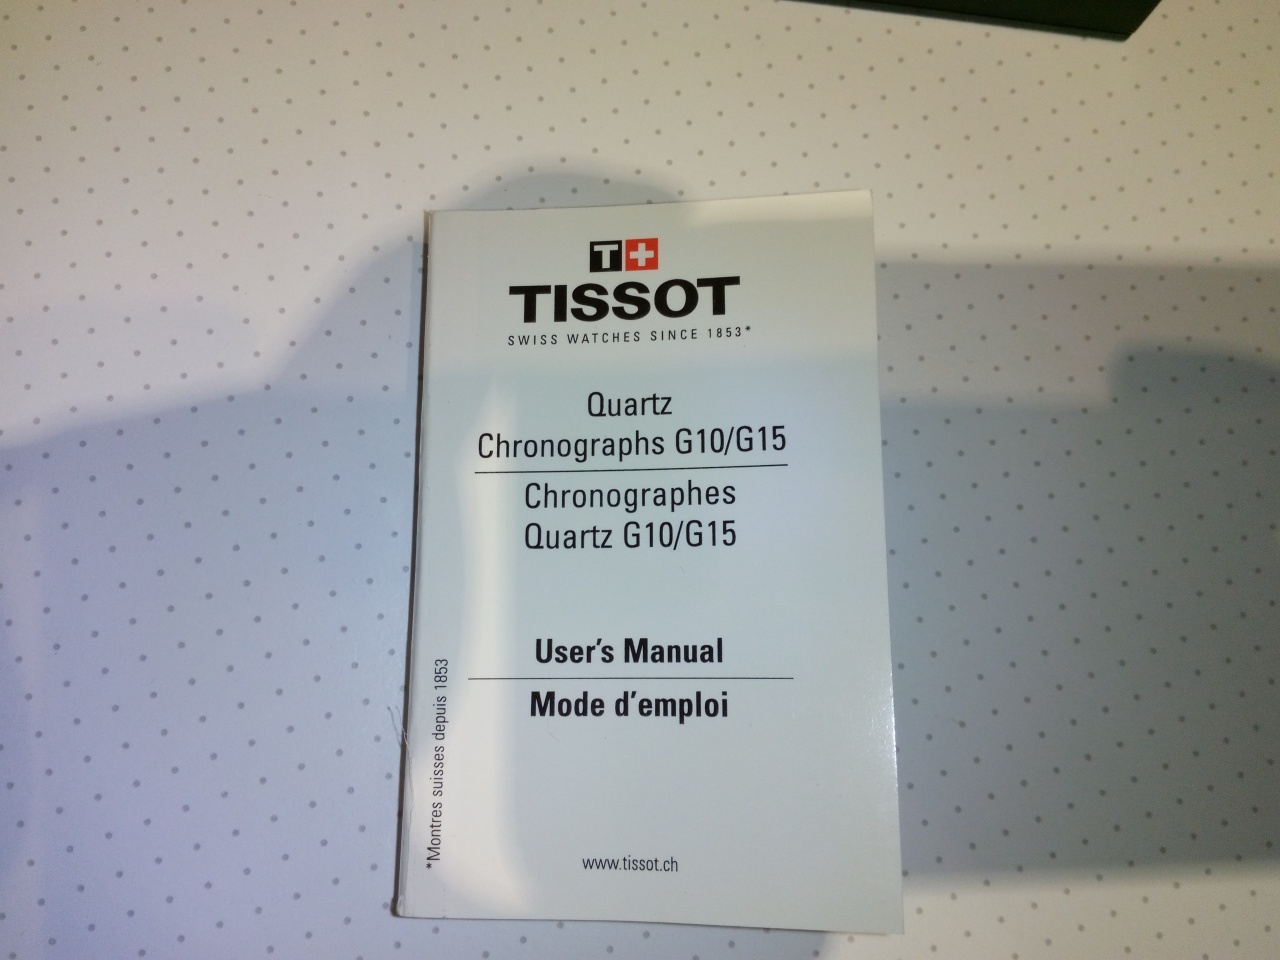 T+
TISSOT
SWISS WATCHES SINCE 1853*
Quartz
Chronographs G10/G15
Chronographes
Quartz G10/G15
User's Manual
Mode d'emploi
*Montres suisses depuis 1853
www.tissot.ch